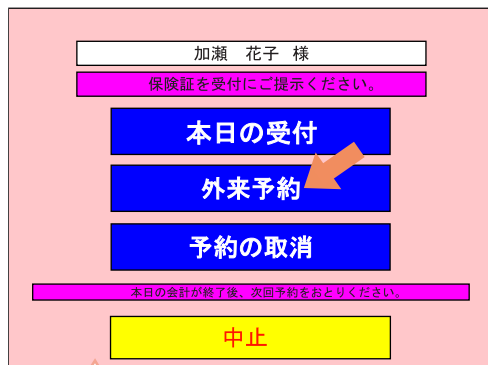 加瀬　花子　様
保険証を受付にご提示ください。
本日の受付
外来予約
予約の取消
本日の会計が終了後、次回予約をおとりください。
中止